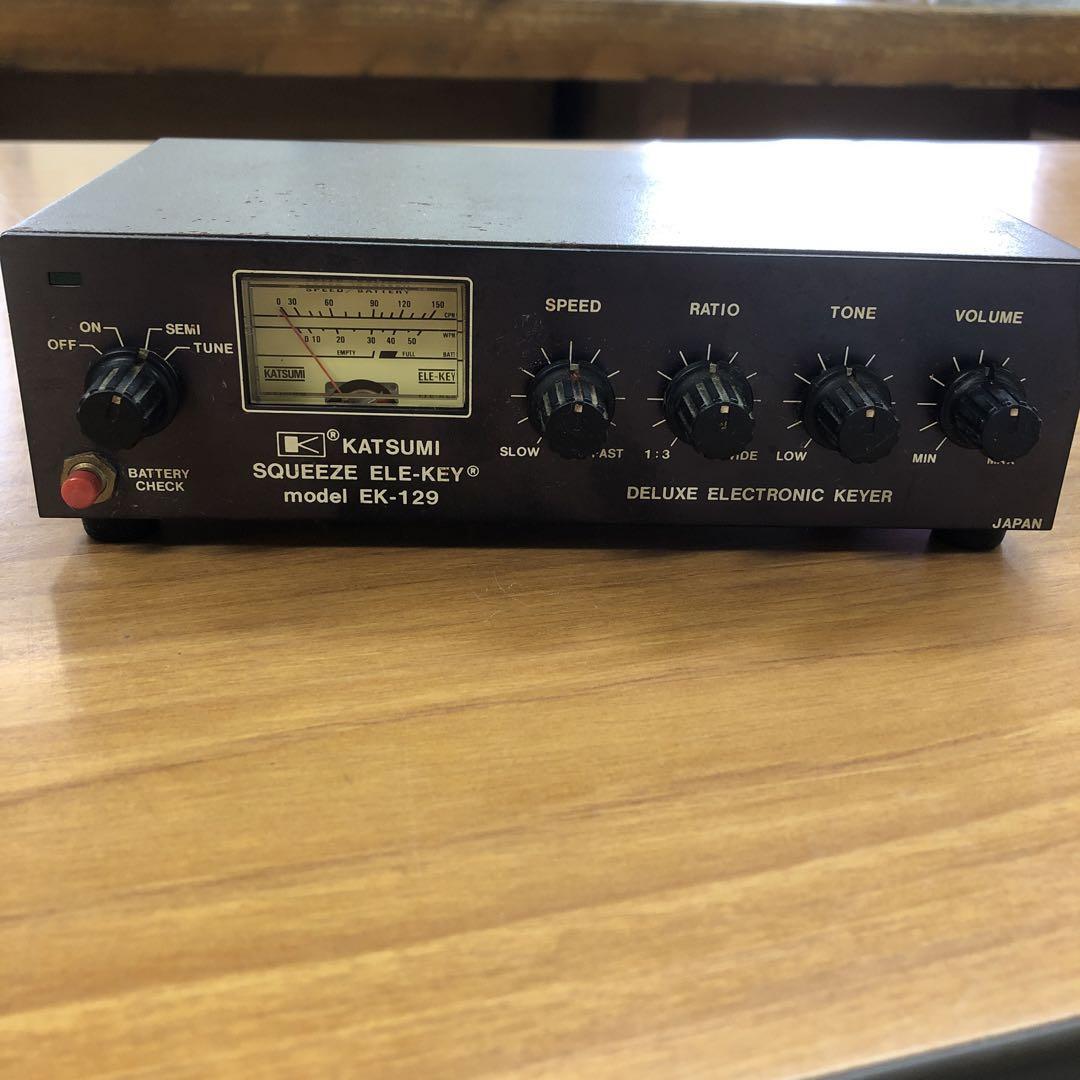 ON
SEMI
OFF
TUNE
BATTERY
CHECK
SPEED / BATTERY
0 30 60 90 120 150
CPM
0 10 20 30 40 50
WPM
EMPTY FULL BATT
KATSUMI
ELE-KEY
K ® KATSUMI
SQUEEZE ELE-KEY®
model EK-129
SPEED
SLOW FAST
RATIO
1:3
TONE
LOW
VOLUME
MIN MAX
DELUXE ELECTRONIC KEYER
JAPAN